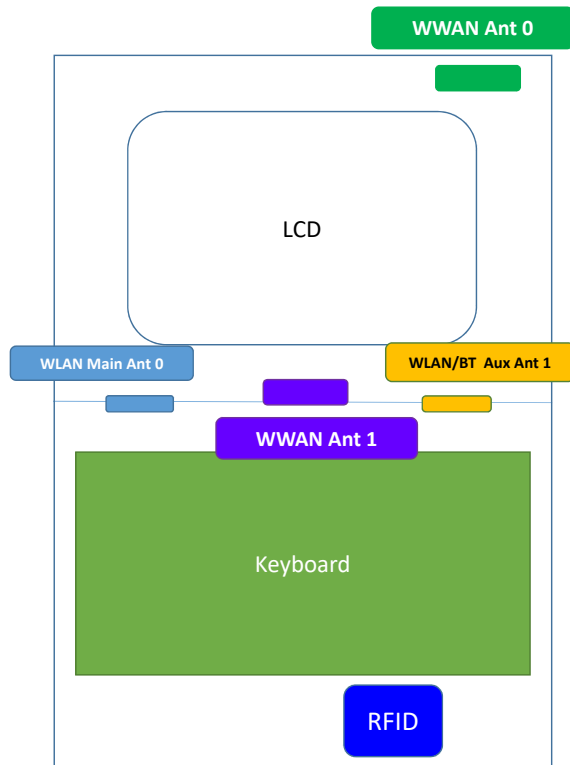 WWAN Ant 0
LCD
WLAN Main Ant 0
WLAN/BT  Aux Ant 1
WWAN Ant 1
Keyboard
RFID